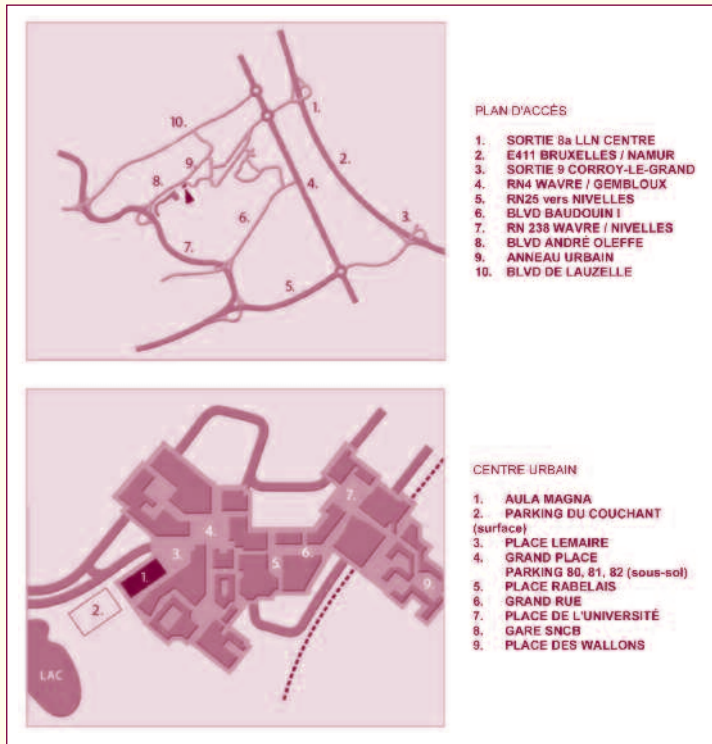 1.
10.
2.
9.
8.
4.
6.
3.
7.
5.
PLAN D'ACCÈS
1. SORTIE 8a LLN CENTRE
2. E411 BRUXELLES / NAMUR
3. SORTIE 9 CORROY-LE-GRAND
4. RN4 WAVRE / GEMBLOUX
5. RN25 vers NIVELLES
6. BLVD BAUDOUIN I
7. RN 238 WAVRE / NIVELLES
8. BLVD ANDRÉ OLEFFE
9. ANNEAU URBAIN
10. BLVD DE LAUZELLE
7.
4.
3.
6.
5.
1.
9
2.
LAC
CENTRE URBAIN
1. AULA MAGNA
2. PARKING DU COUCHANT
(surface)
3. PLACE LEMAIRE
4. GRAND PLACE
PARKING 80, 81, 82 (sous-sol)
5. PLACE RABELAIS
6. GRAND RUE
7. PLACE DE L'UNIVERSITÉ
8. GARE SNCB
9. PLACE DES WALLONS